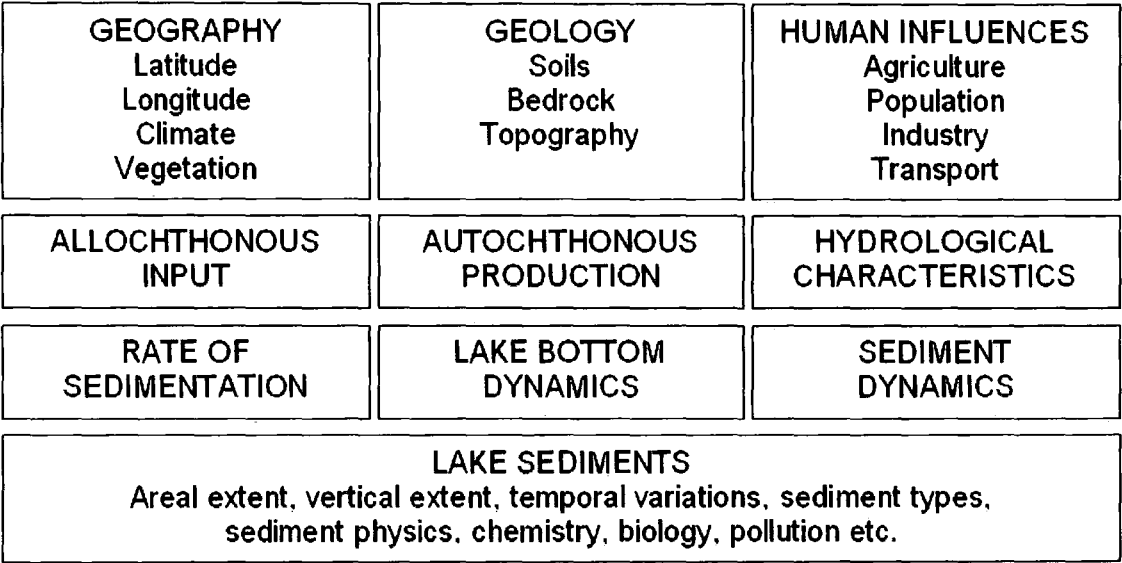 GEOGRAPHY
Latitude
Longitude
Climate
Vegetation
GEOLOGY
Soils
Bedrock
Topography
HUMAN INFLUENCES
Agriculture
Population
Industry
Transport
ALLOCHTHONOUS
INPUT
AUTOCHTHONOUS
PRODUCTION
HYDROLOGICAL
CHARACTERISTICS
RATE OF
SEDIMENTATION
LAKE BOTTOM
DYNAMICS
SEDIMENT
DYNAMICS
LAKE SEDIMENTS
Areal extent, vertical extent, temporal variations, sediment types,
sediment physics, chemistry, biology, pollution etc.